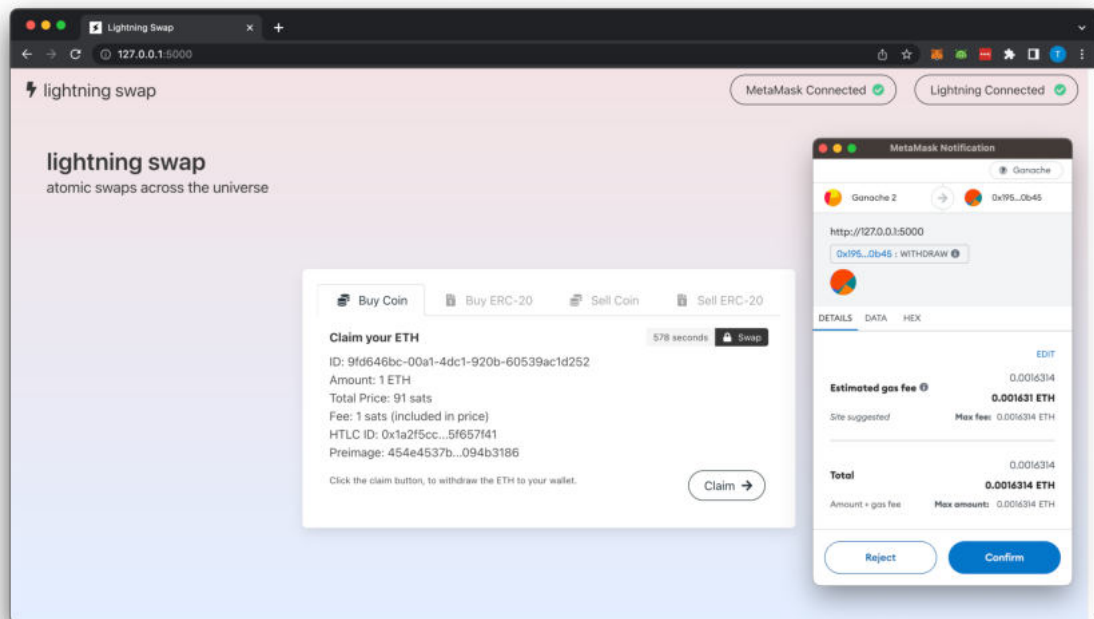 Lightning Swap
127.0.0.1:5000
T
lightning swap
MetaMask Connected
Lightning Connected
lightning swap
atomic swaps across the universe
Buy Coin
Buy ERC-20
Sell Coin
Sell ERC-20
Claim your ETH
578 seconds
Swap
ID: 9fd646bc-00a1-4dc1-920b-60539ac1d252
Amount: 1 ETH
Total Price: 91 sats
Fee: 1 sats (included in price)
HTLC ID: 0x1a2f5cc...5f657f41
Preimage: 454e4537b...094b3186
Click the claim button, to withdraw the ETH to your wallet.
Claim
MetaMask Notification
Ganache
Ganache 2
0x195...0b45
http://127.0.0.1:5000
0x195...0b45 : WITHDRAW
DETAILS DATA HEX
EDIT
0.0016314
Estimated gas fee
0.001631 ETH
Site suggested
Max fee: 0.0016314 ETH
0.0016314
Total
0.0016314 ETH
Amount + gas fee
Max amount: 0.0016314 ETH
Reject
Confirm